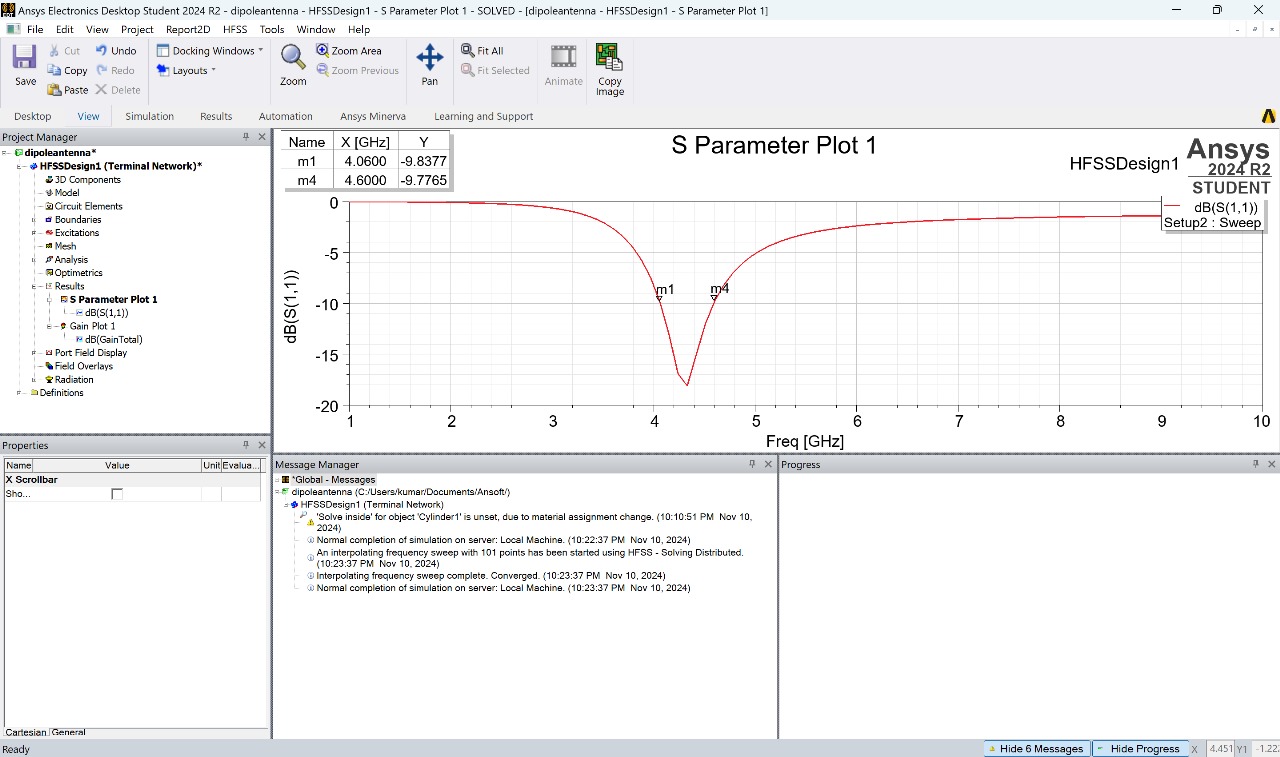 Ansys Electronics Desktop Student 2024 R2 - dipoleantenna - HFSSDesign1 - S Parameter Plot 1 - SOLVED - [dipoleantenna - HFSSDesign1 - S Parameter Plot 1]
File Edit View Project Report2D HFSS Tools Window Help
Save
Cut
Copy
Paste
Undo
Redo
Delete
Docking Windows
Layouts
Zoom
Zoom Area
Zoom Previous
Pan
Fit All
Fit Selected
Animate
Copy
Image
Desktop View Simulation Results Automation Ansys Minerva Learning and Support
Project Manager
dipoleantenna*
HFSSDesign1 (Terminal Network)*
3D Components
Model
Circuit Elements
Boundaries
Excitations
Mesh
Analysis
Optimetrics
Results
S Parameter Plot 1
dB(S(1,1))
Gain Plot 1
dB(GainTotal)
Port Field Display
Field Overlays
Radiation
Definitions
Properties
Name Value Unit Evalua...
X Scrollbar
Sho...
Cartesian General
Name X [GHz] Y
m1 4.0600 -9.8377
m4 4.6000 -9.7765
S Parameter Plot 1
HFSSDesign1
Ansys
2024 R2
STUDENT
dB(S(1,1))
Setup2 : Sweep
0
-5
-10
-15
-20
dB(S(1,1))
m1
m4
1 2 3 4 5 6 7 8 9 10
Freq [GHz]
Message Manager
*Global - Messages
dipoleantenna (C:/Users/kumar/Documents/Ansoft/)
HFSSDesign1 (Terminal Network)
'Solve inside' for object 'Cylinder1' is unset, due to material assignment change. (10:10:51 PM Nov 10,
2024)
Normal completion of simulation on server: Local Machine. (10:22:37 PM Nov 10, 2024)
An interpolating frequency sweep with 101 points has been started using HFSS - Solving Distributed.
(10:23:37 PM Nov 10, 2024)
Interpolating frequency sweep complete. Converged. (10:23:37 PM Nov 10, 2024)
Normal completion of simulation on server: Local Machine. (10:23:37 PM Nov 10, 2024)
Progress
Ready
Hide 6 Messages
Hide Progress
X 4.451 Y1 -1.22